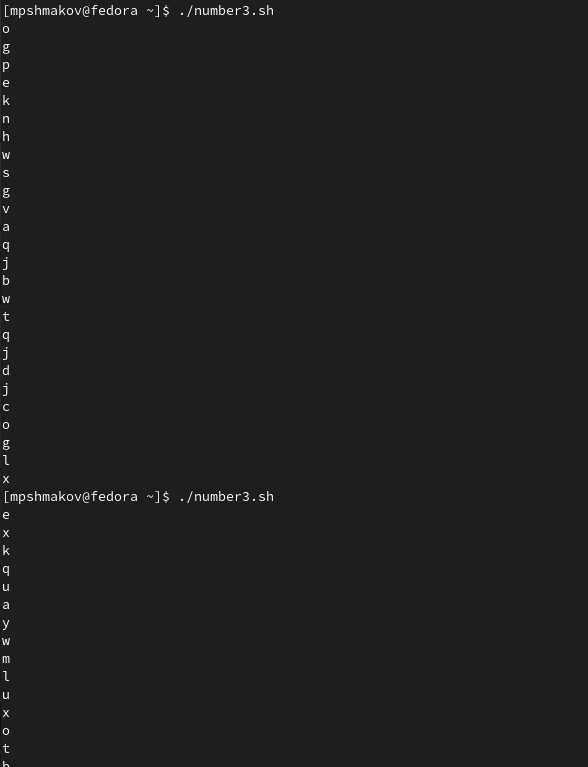 [mpshmakov@fedora ~]$ ./number3.sh
o
g
p
e
k
n
h
w
s
g
v
a
q
j
b
w
t
q
j
d
j
c
o
g
l
x
[mpshmakov@fedora ~]$ ./number3.sh
e
x
k
q
u
a
y
w
m
l
u
x
o
t